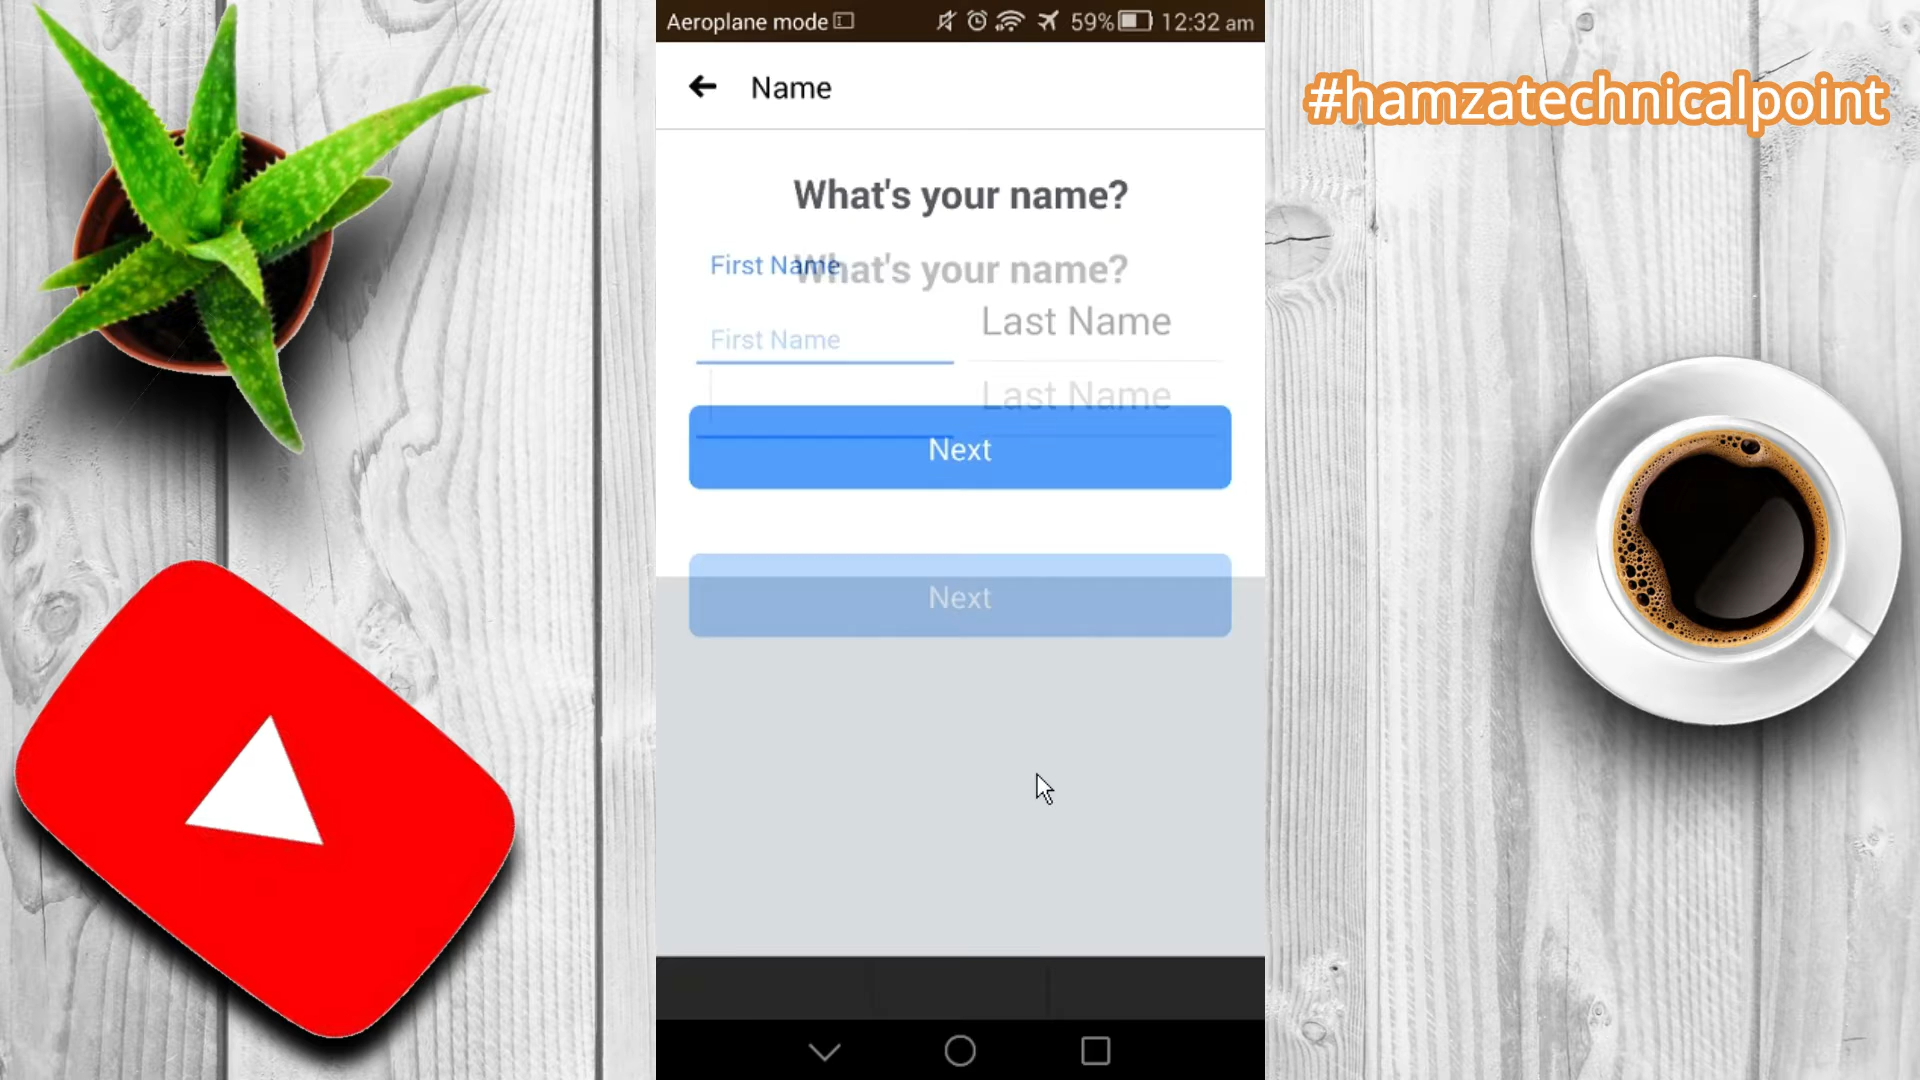 Aeroplane mode 59% 12:32 am
#hamzatechnicalpoint
Name
What's your name?
First Name
What's your name?
Last Name
First Name
Last Name
Next
Next